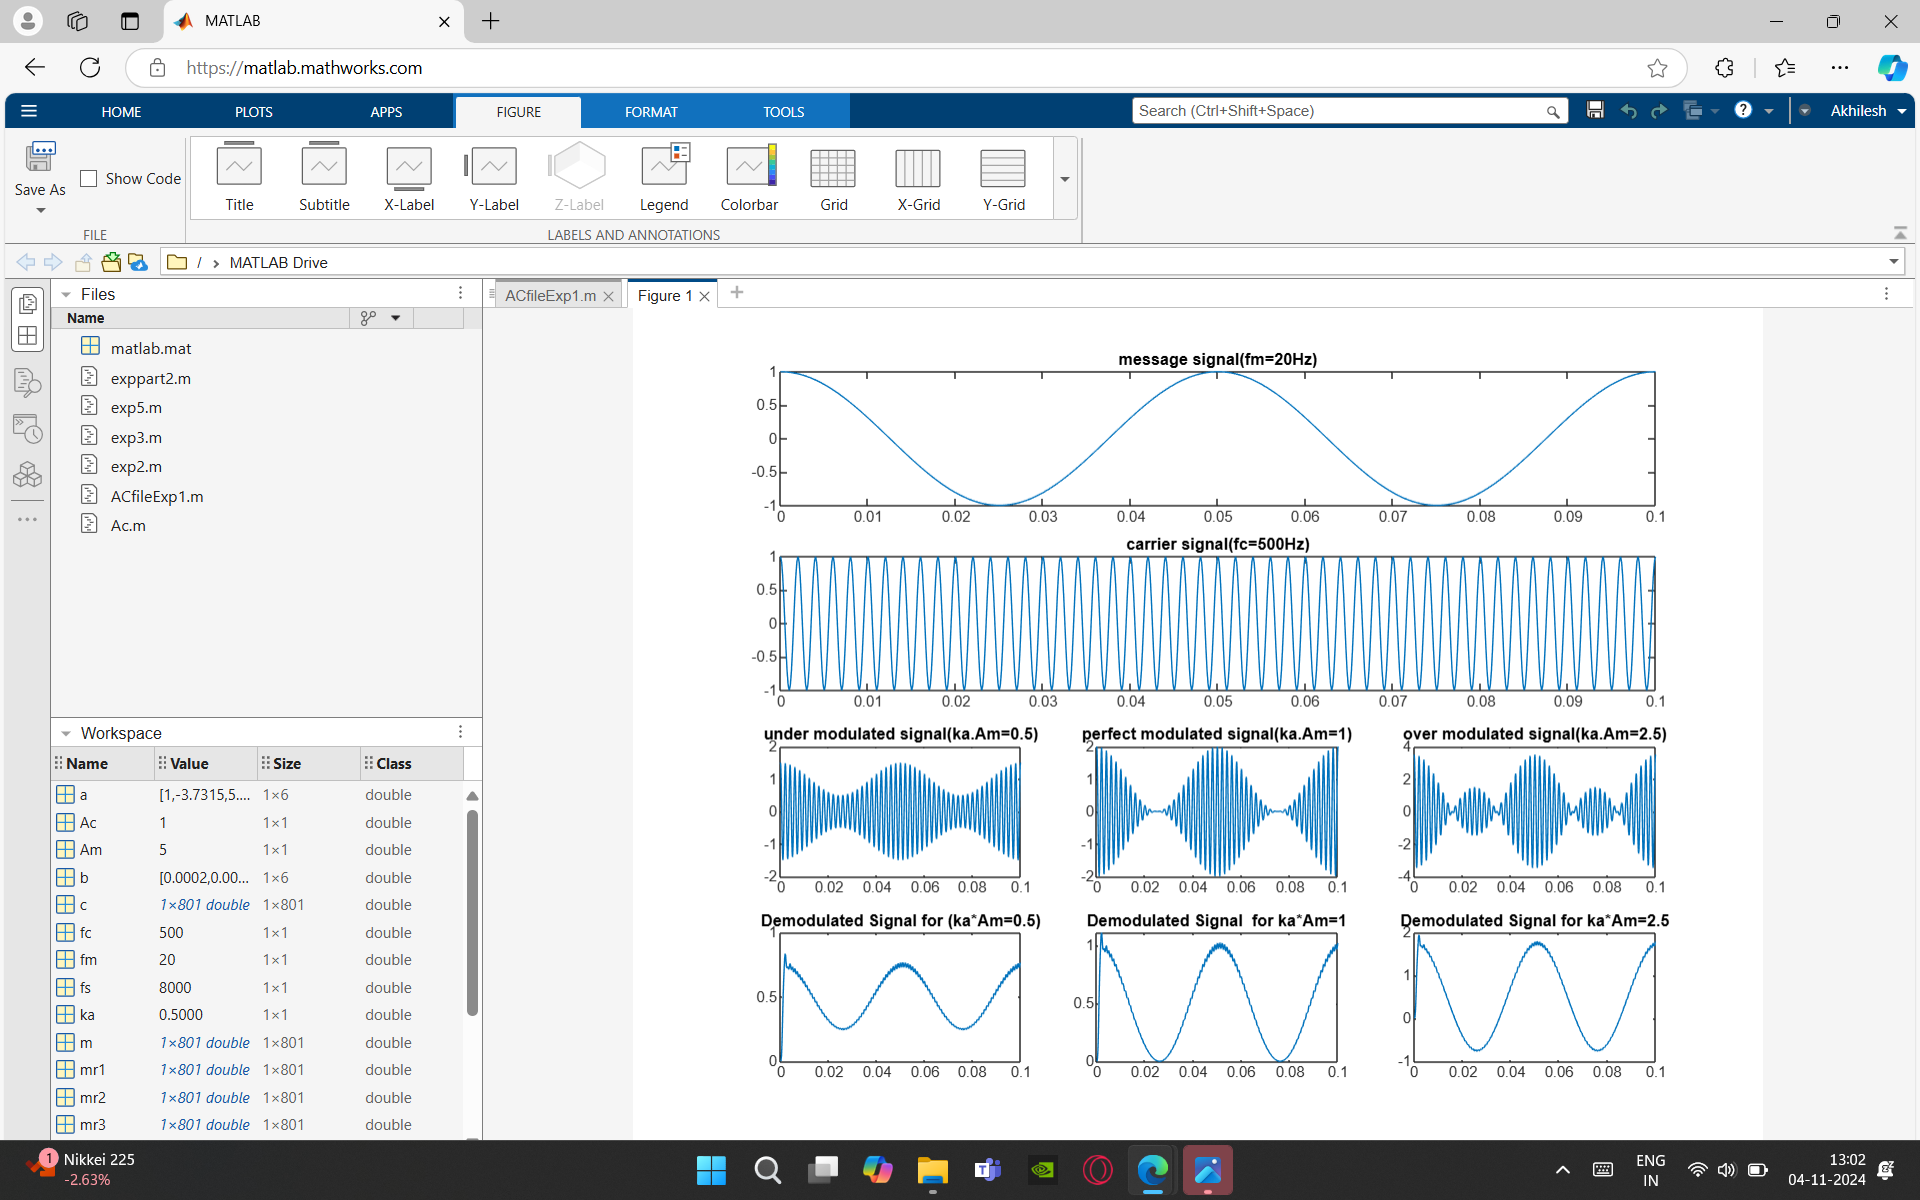 MATLAB
https://matlab.mathworks.com
HOME PLOTS APPS FIGURE FORMAT TOOLS Search (Ctrl+Shift+Space) Akhilesh
Save As Show Code Title Subtitle X-Label Y-Label Z-Label Legend Colorbar Grid X-Grid Y-Grid
FILE LABELS AND ANNOTATIONS
/ › MATLAB Drive
Files
Name
matlab.mat
exppart2.m
exp5.m
exp3.m
exp2.m
ACfileExp1.m
Ac.m
Workspace
Name Value Size Class
a [1,-3.7315,5.... 1×6 double
Ac 1 1×1 double
Am 5 1×1 double
b [0.0002,0.00... 1×6 double
c 1×801 double 1×801 double
fc 500 1×1 double
fm 20 1×1 double
fs 8000 1×1 double
ka 0.5000 1×1 double
m 1×801 double 1×801 double
mr1 1×801 double 1×801 double
mr2 1×801 double 1×801 double
mr3 1×801 double 1×801 double
ACfileExp1.m Figure 1
message signal(fm=20Hz)
1
0.5
0
-0.5
-1
0 0.01 0.02 0.03 0.04 0.05 0.06 0.07 0.08 0.09 0.1
carrier signal(fc=500Hz)
1
0.5
0
-0.5
-1
0 0.01 0.02 0.03 0.04 0.05 0.06 0.07 0.08 0.09 0.1
under modulated signal(ka.Am=0.5)
2
1
0
-1
-2
0 0.02 0.04 0.06 0.08 0.1
perfect modulated signal(ka.Am=1)
2
1
0
-1
-2
0 0.02 0.04 0.06 0.08 0.1
over modulated signal(ka.Am=2.5)
4
2
0
-2
-4
0 0.02 0.04 0.06 0.08 0.1
Demodulated Signal for (ka*Am=0.5)
1
0.5
0
0 0.02 0.04 0.06 0.08 0.1
Demodulated Signal for ka*Am=1
1
0.5
0
0 0.02 0.04 0.06 0.08 0.1
Demodulated Signal for ka*Am=2.5
2
1
0
-1
0 0.02 0.04 0.06 0.08 0.1
1 Nikkei 225
-2.63%
ENG
IN
13:02
04-11-2024